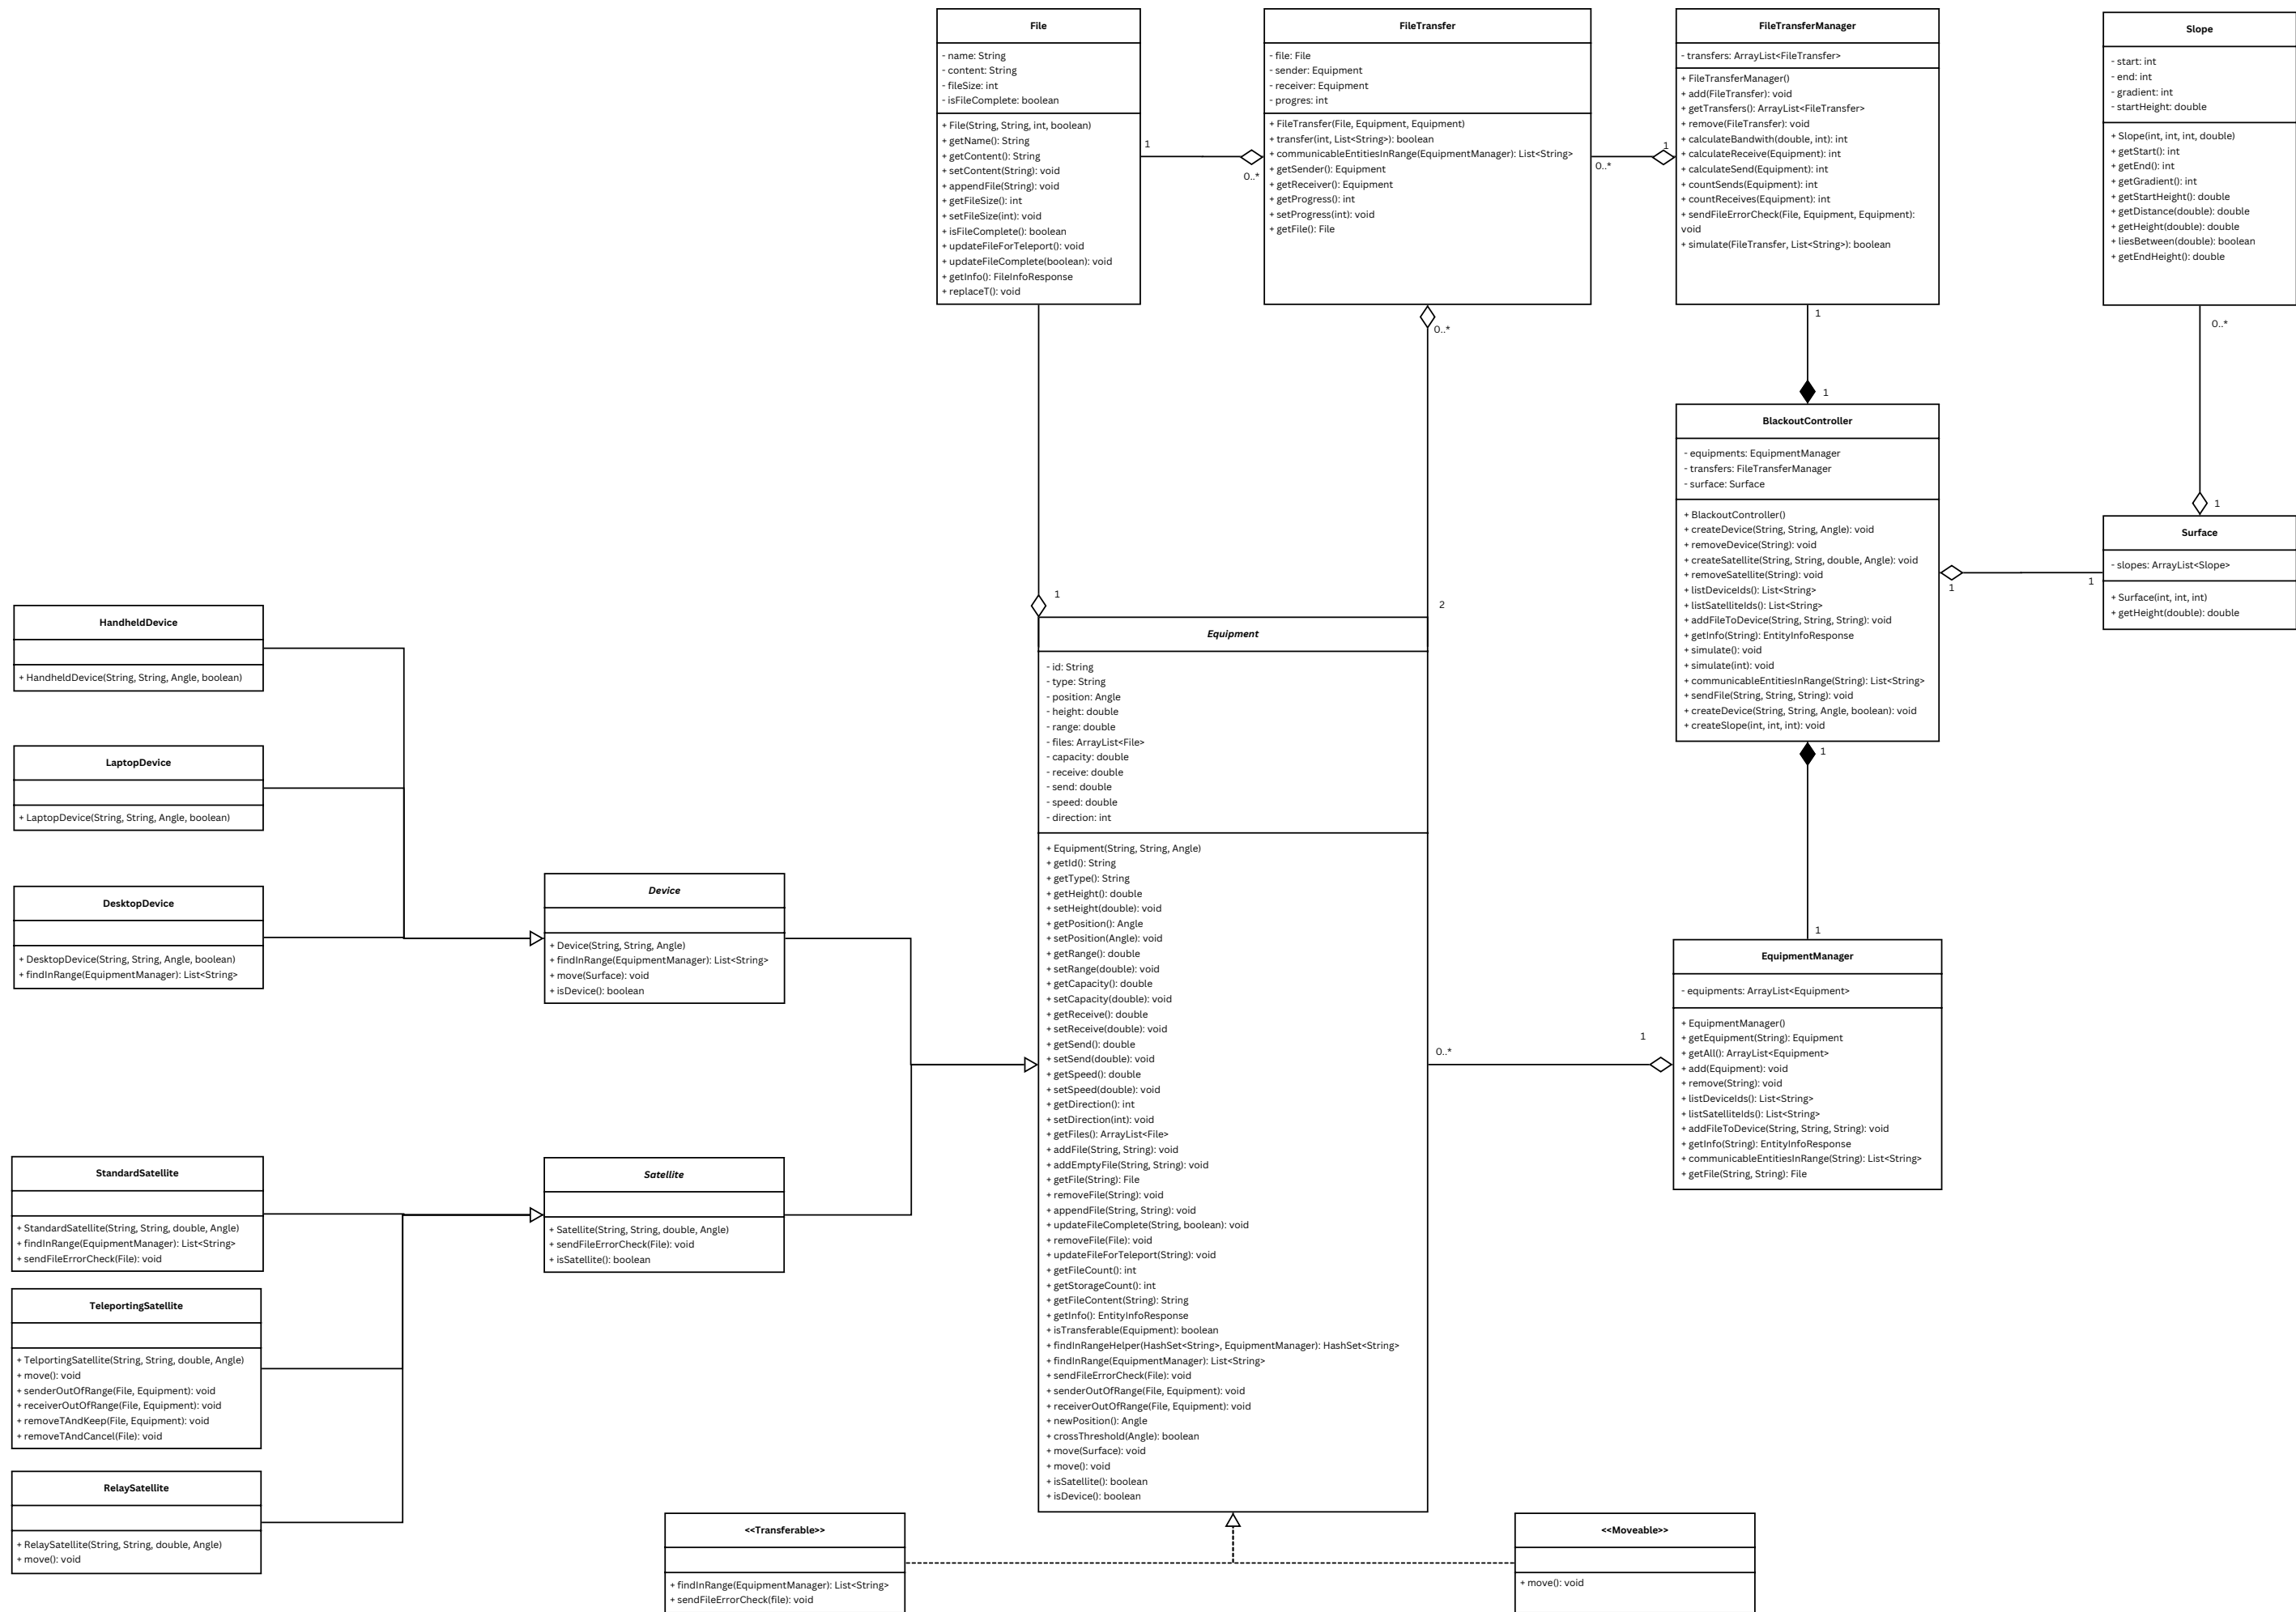 File
- name: String
- content: String
- fileSize: int
- isFileComplete: boolean
+ File(String, String, int, boolean)
+ getName(): String
+ getContent(): String
+ setContent(String): void
+ appendFile(String): void
+ getFileSize(): int
+ setFileSize(int): void
+ isFileComplete(): boolean
+ updateFileForTeleport(): void
+ updateFileComplete(boolean): void
+ getInfo(): FileInfoResponse
+ replaceT(): void
1
0..*
FileTransfer
- file: File
- sender: Equipment
- receiver: Equipment
- progres: int
+ FileTransfer(File, Equipment, Equipment)
+ transfer(int, List<String>): boolean
+ communicableEntitiesInRange(EquipmentManager): List<String>
+ getSender(): Equipment
+ getReceiver(): Equipment
+ getProgress(): int
+ setProgress(int): void
+ getFile(): File
0..*
1
FileTransferManager
- transfers: ArrayList<FileTransfer>
+ FileTransferManager()
+ add(FileTransfer): void
+ getTransfers(): ArrayList<FileTransfer>
+ remove(FileTransfer): void
+ calculateBandwith(double, int): int
+ calculateReceive(Equipment): int
+ calculateSend(Equipment): int
+ countSends(Equipment): int
+ countReceives(Equipment): int
+ sendFileErrorCheck(File, Equipment, Equipment):
void
+ simulate(FileTransfer, List<String>): boolean
Slope
- start: int
- end: int
- gradient: int
- startHeight: double
+ Slope(int, int, int, double)
+ getStart(): int
+ getEnd(): int
+ getGradient(): int
+ getStartHeight(): double
+ getDistance(double): double
+ getHeight(double): double
+ liesBetween(double): boolean
+ getEndHeight(): double
0..*
1
0..*
1
BlackoutController
- equipments: EquipmentManager
- transfers: FileTransferManager
- surface: Surface
+ BlackoutController()
+ createDevice(String, String, Angle): void
+ removeDevice(String): void
+ createSatellite(String, String, double, Angle): void
+ removeSatellite(String): void
+ listDeviceIds(): List<String>
+ listSatelliteIds(): List<String>
+ addFileToDevice(String, String, String): void
+ getInfo(String): EntityInfoResponse
+ simulate(): void
+ simulate(int): void
+ communicableEntitiesInRange(String): List<String>
+ sendFile(String, String, String): void
+ createDevice(String, String, Angle, boolean): void
+ createSlope(int, int, int): void
1
1
1
Surface
- slopes: ArrayList<Slope>
+ Surface(int, int, int)
+ getHeight(double): double
1
2
HandheldDevice
+ HandheldDevice(String, String, Angle, boolean)
LaptopDevice
+ LaptopDevice(String, String, Angle, boolean)
DesktopDevice
+ DesktopDevice(String, String, Angle, boolean)
+ findInRange(EquipmentManager): List<String>
Device
+ Device(String, String, Angle)
+ findInRange(EquipmentManager): List<String>
+ move(Surface): void
+ isDevice(): boolean
Equipment
- id: String
- type: String
- position: Angle
- height: double
- range: double
- files: ArrayList<File>
- capacity: double
- receive: double
- send: double
- speed: double
- direction: int
+ Equipment(String, String, Angle)
+ getId(): String
+ getType(): String
+ getHeight(): double
+ setHeight(double): void
+ getPosition(): Angle
+ setPosition(Angle): void
+ getRange(): double
+ setRange(double): void
+ getCapacity(): double
+ setCapacity(double): void
+ getReceive(): double
+ setReceive(double): void
+ getSend(): double
+ setSend(double): void
+ getSpeed(): double
+ setSpeed(double): void
+ getDirection(): int
+ setDirection(int): void
+ getFiles(): ArrayList<File>
+ addFile(String, String): void
+ addEmptyFile(String, String): void
+ getFile(String): File
+ removeFile(String): void
+ appendFile(String, String): void
+ updateFileComplete(String, boolean): void
+ removeFile(File): void
+ updateFileForTeleport(String): void
+ getFileCount(): int
+ getStorageCount(): int
+ getFileContent(String): String
+ getInfo(): EntityInfoResponse
+ isTransferable(Equipment): boolean
+ findInRangeHelper(HashSet<String>, EquipmentManager): HashSet<String>
+ findInRange(EquipmentManager): List<String>
+ sendFileErrorCheck(File): void
+ senderOutOfRange(File, Equipment): void
+ receiverOutOfRange(File, Equipment): void
+ newPosition(): Angle
+ crossThreshold(Angle): boolean
+ move(Surface): void
+ move(): void
+ isSatellite(): boolean
+ isDevice(): boolean
1
1
0..*
1
EquipmentManager
- equipments: ArrayList<Equipment>
+ EquipmentManager()
+ getEquipment(String): Equipment
+ getAll(): ArrayList<Equipment>
+ add(Equipment): void
+ remove(String): void
+ listDeviceIds(): List<String>
+ listSatelliteIds(): List<String>
+ addFileToDevice(String, String, String): void
+ getInfo(String): EntityInfoResponse
+ communicableEntitiesInRange(String): List<String>
+ getFile(String, String): File
StandardSatellite
+ StandardSatellite(String, String, double, Angle)
+ findInRange(EquipmentManager): List<String>
+ sendFileErrorCheck(File): void
Satellite
+ Satellite(String, String, double, Angle)
+ sendFileErrorCheck(File): void
+ isSatellite(): boolean
TeleportingSatellite
+ TelportingSatellite(String, String, double, Angle)
+ move(): void
+ senderOutOfRange(File, Equipment): void
+ receiverOutOfRange(File, Equipment): void
+ removeTAndKeep(File, Equipment): void
+ removeTAndCancel(File): void
RelaySatellite
+ RelaySatellite(String, String, double, Angle)
+ move(): void
<<Transferable>>
+ findInRange(EquipmentManager): List<String>
+ sendFileErrorCheck(file): void
<<Moveable>>
+ move(): void